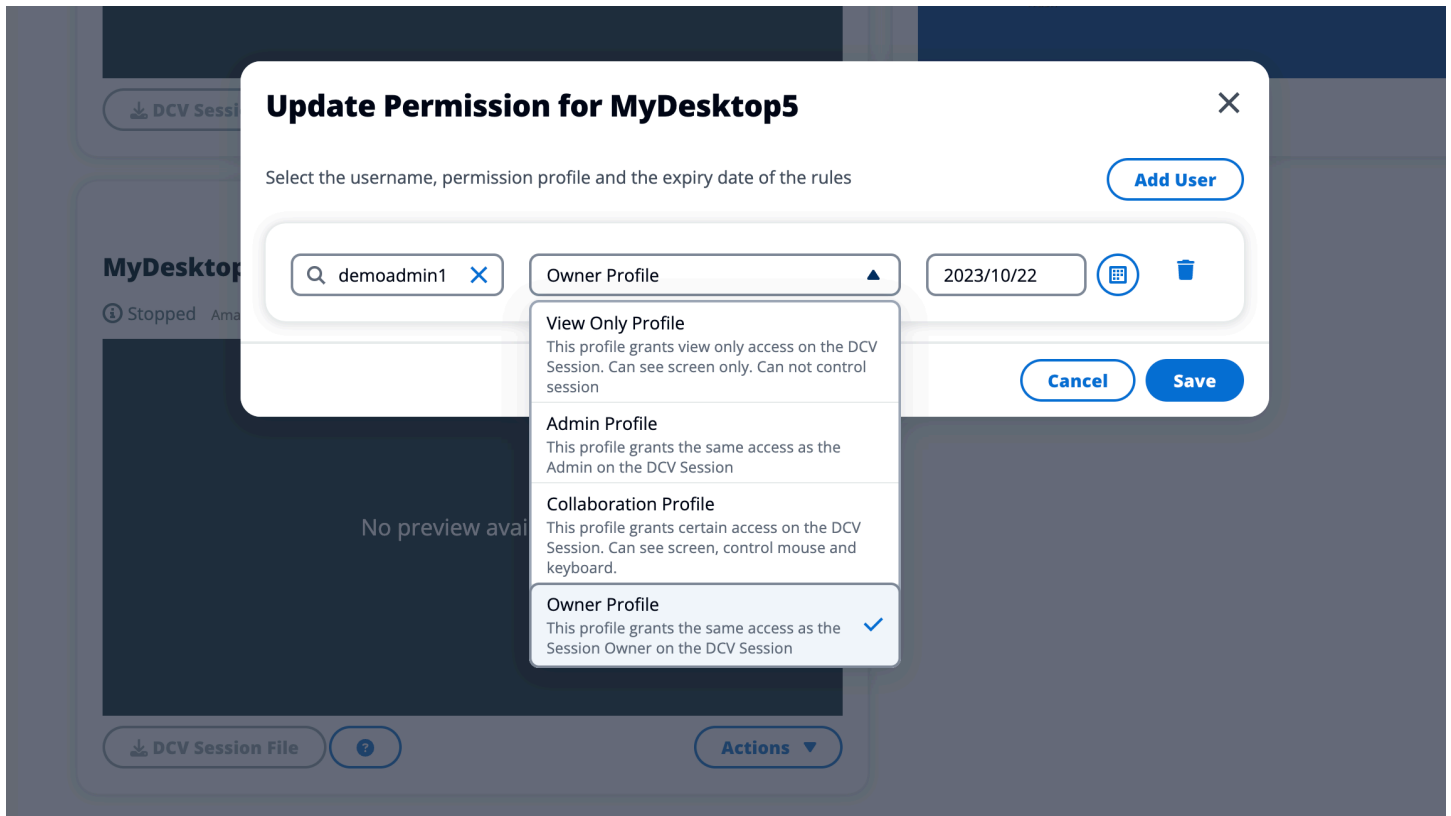 DCV Sessi
Update Permission for MyDesktop5
Select the username, permission profile and the expiry date of the rules
Add User
demoadmin1
Owner Profile
2023/10/22
MyDesktop
Stopped Ama
View Only Profile
This profile grants view only access on the DCV
Session. Can see screen only. Can not control
session
Admin Profile
This profile grants the same access as the
Admin on the DCV Session
Collaboration Profile
This profile grants certain access on the DCV
Session. Can see screen, control mouse and
keyboard.
Owner Profile
This profile grants the same access as the
Session Owner on the DCV Session
Cancel
Save
No preview avai
DCV Session File
?
Actions